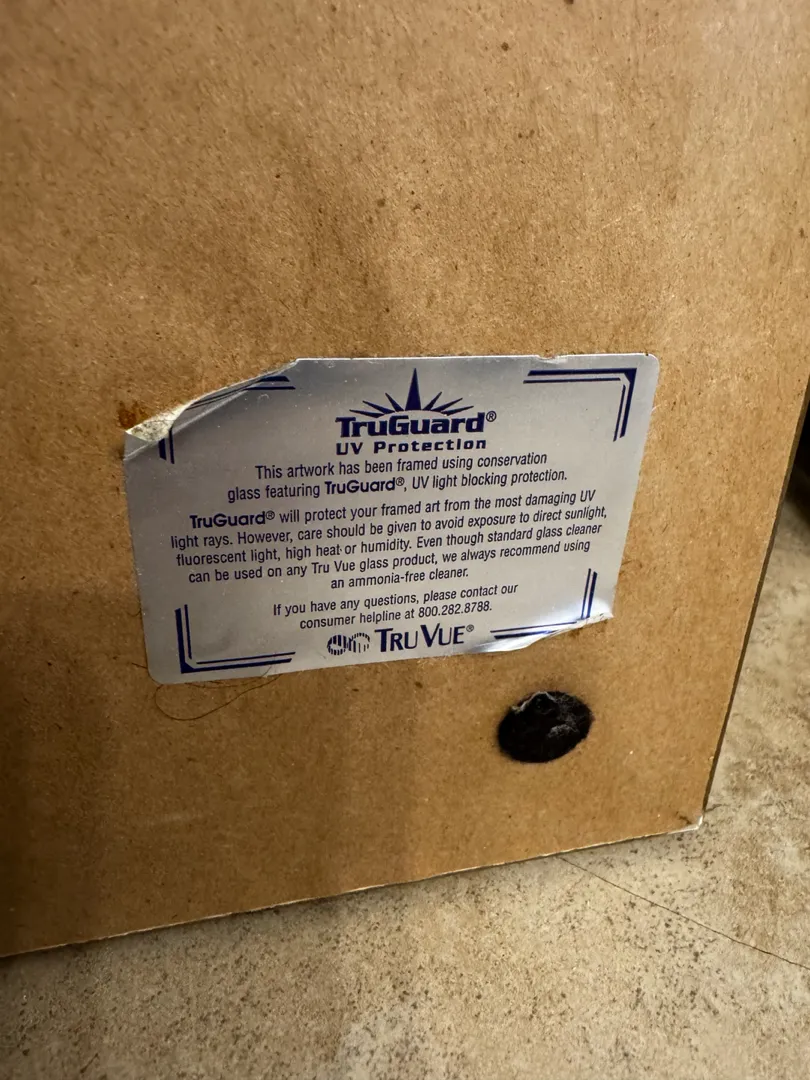 TruGuard®
UV Protection
This artwork has been framed using conservation
glass featuring TruGuard®, UV light blocking protection.
TruGuard® will protect your framed art from the most damaging UV
light rays. However, care should be given to avoid exposure to direct sunlight,
fluorescent light, high heat or humidity. Even though standard glass cleaner
can be used on any Tru Vue glass product, we always recommend using
an ammonia-free cleaner.
If you have any questions, please contact our
consumer helpline at 800.282.8788.
TRU VUE®